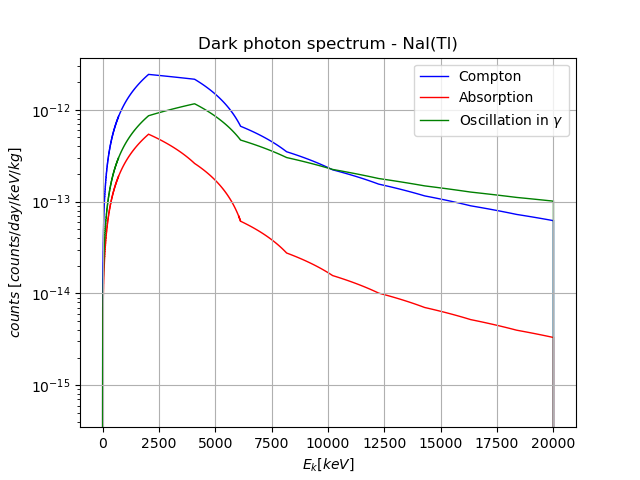 Dark photon spectrum - NaI(Tl)
Compton
Absorption
Oscillation in γ
10⁻¹²
10⁻¹³
10⁻¹⁴
10⁻¹⁵
counts [counts/day/keV/kg]
0 2500 5000 7500 10000 12500 15000 17500 20000
E_k[keV]